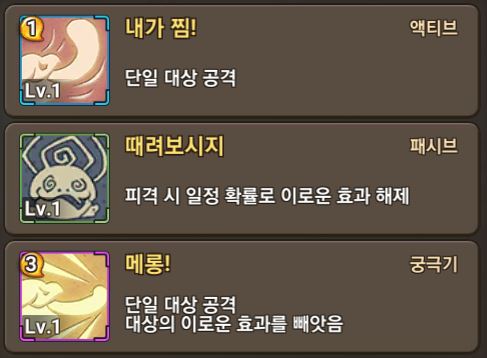 1
내가 찜!
액티브
Lv.1
단일 대상 공격
때려보시지
패시브
Lv.1
피격 시 일정 확률로 이로운 효과 해제
3
메롱!
궁극기
Lv.1
단일 대상 공격
대상의 이로운 효과를 빼앗음